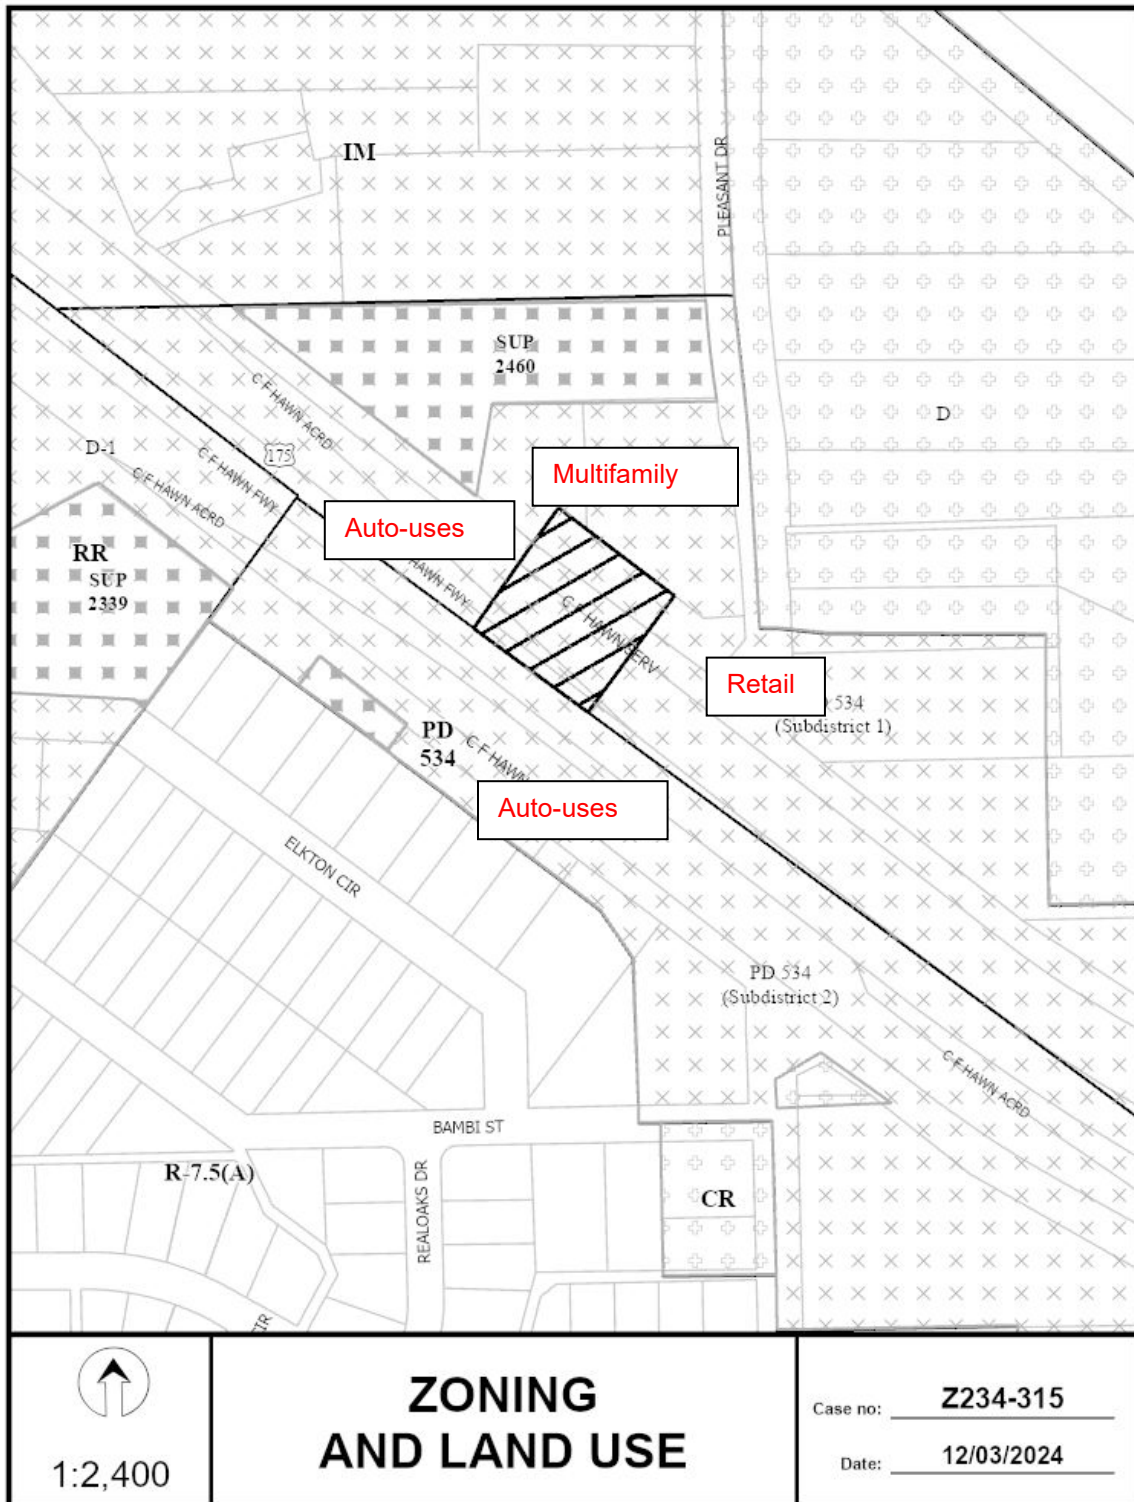 IM
PLEASANT DR
SUP
2460
C F HAWN ACRD
D
175
D-1
C F HAWN FWY
C F HAWN ACRD
Multifamily
Auto-uses
HAWN FWY
RR
SUP
2339
C F HAWN SERV
Retail
534
(Subdistrict 1)
PD
534
C F HAWN
Auto-uses
ELKTON CIR
PD 534
(Subdistrict 2)
C F HAWN ACRD
BAMBI ST
R-7.5(A)
REALOAKS DR
CR
CIR
1:2,400
ZONING
AND LAND USE
Case no: Z234-315
Date: 12/03/2024